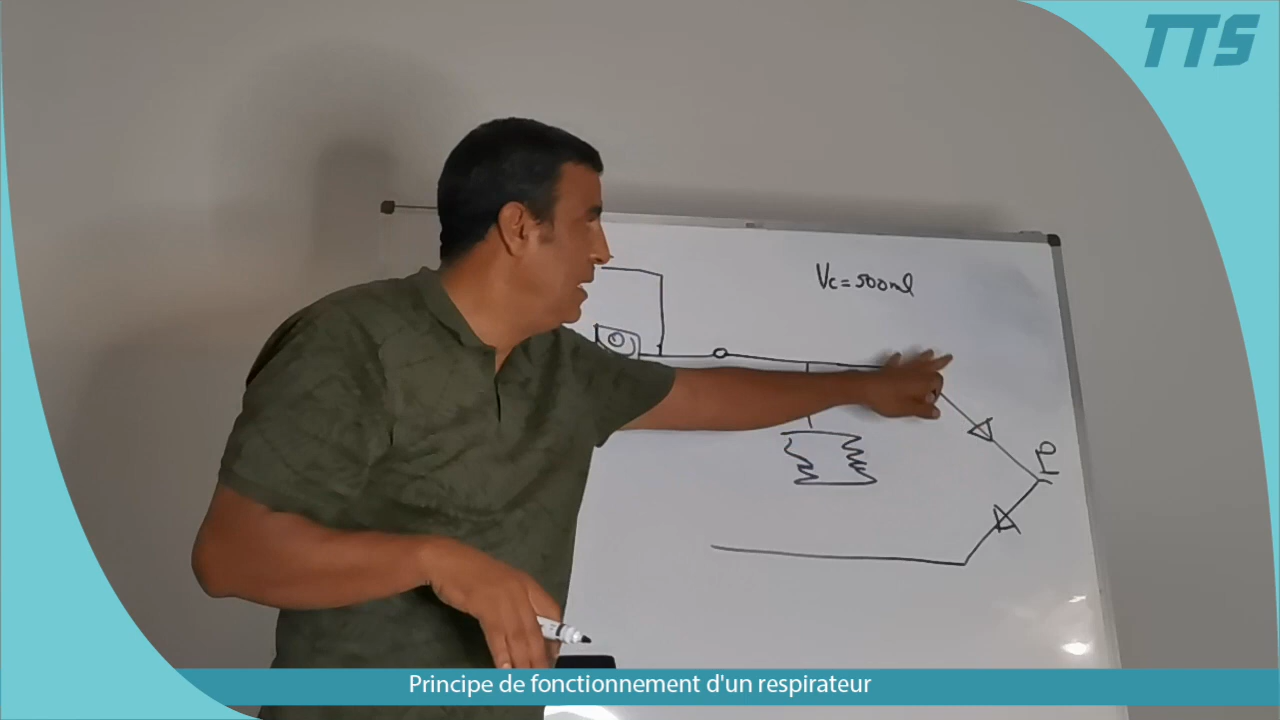 TTS
Vc = 500ml
Principe de fonctionnement d'un respirateur